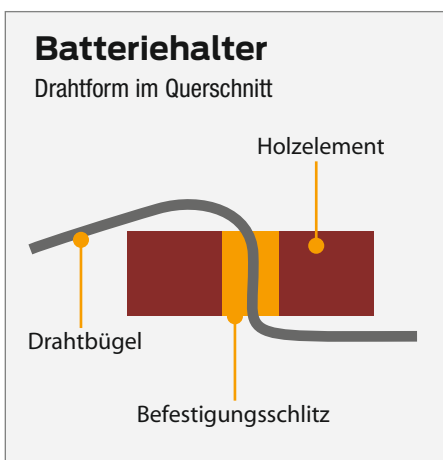 Batteriehalter
Drahtform im Querschnitt
Holzelement
Drahtbügel
Befestigungsschlitz